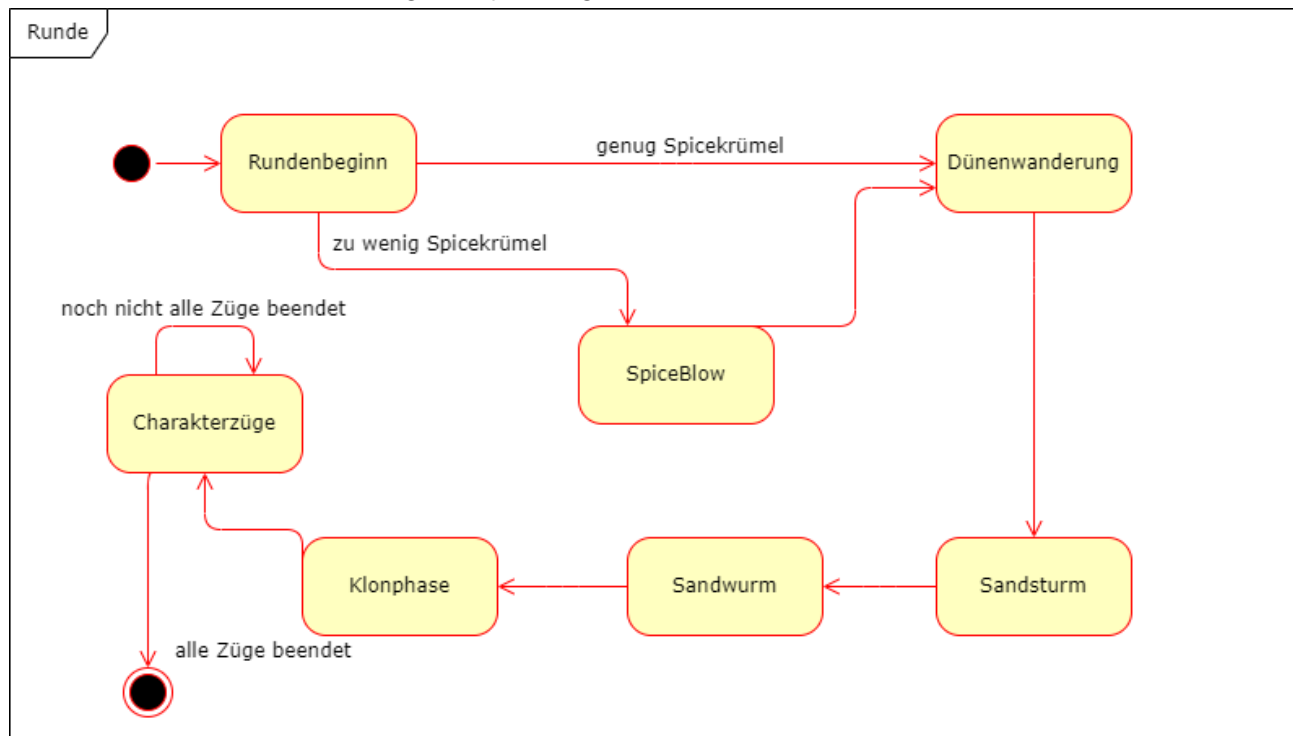 Runde
Rundenbeginn
genug Spicekrümel
Dünenwanderung
zu wenig Spicekrümel
noch nicht alle Züge beendet
SpiceBlow
Charakterzüge
Klonphase
Sandwurm
Sandsturm
alle Züge beendet